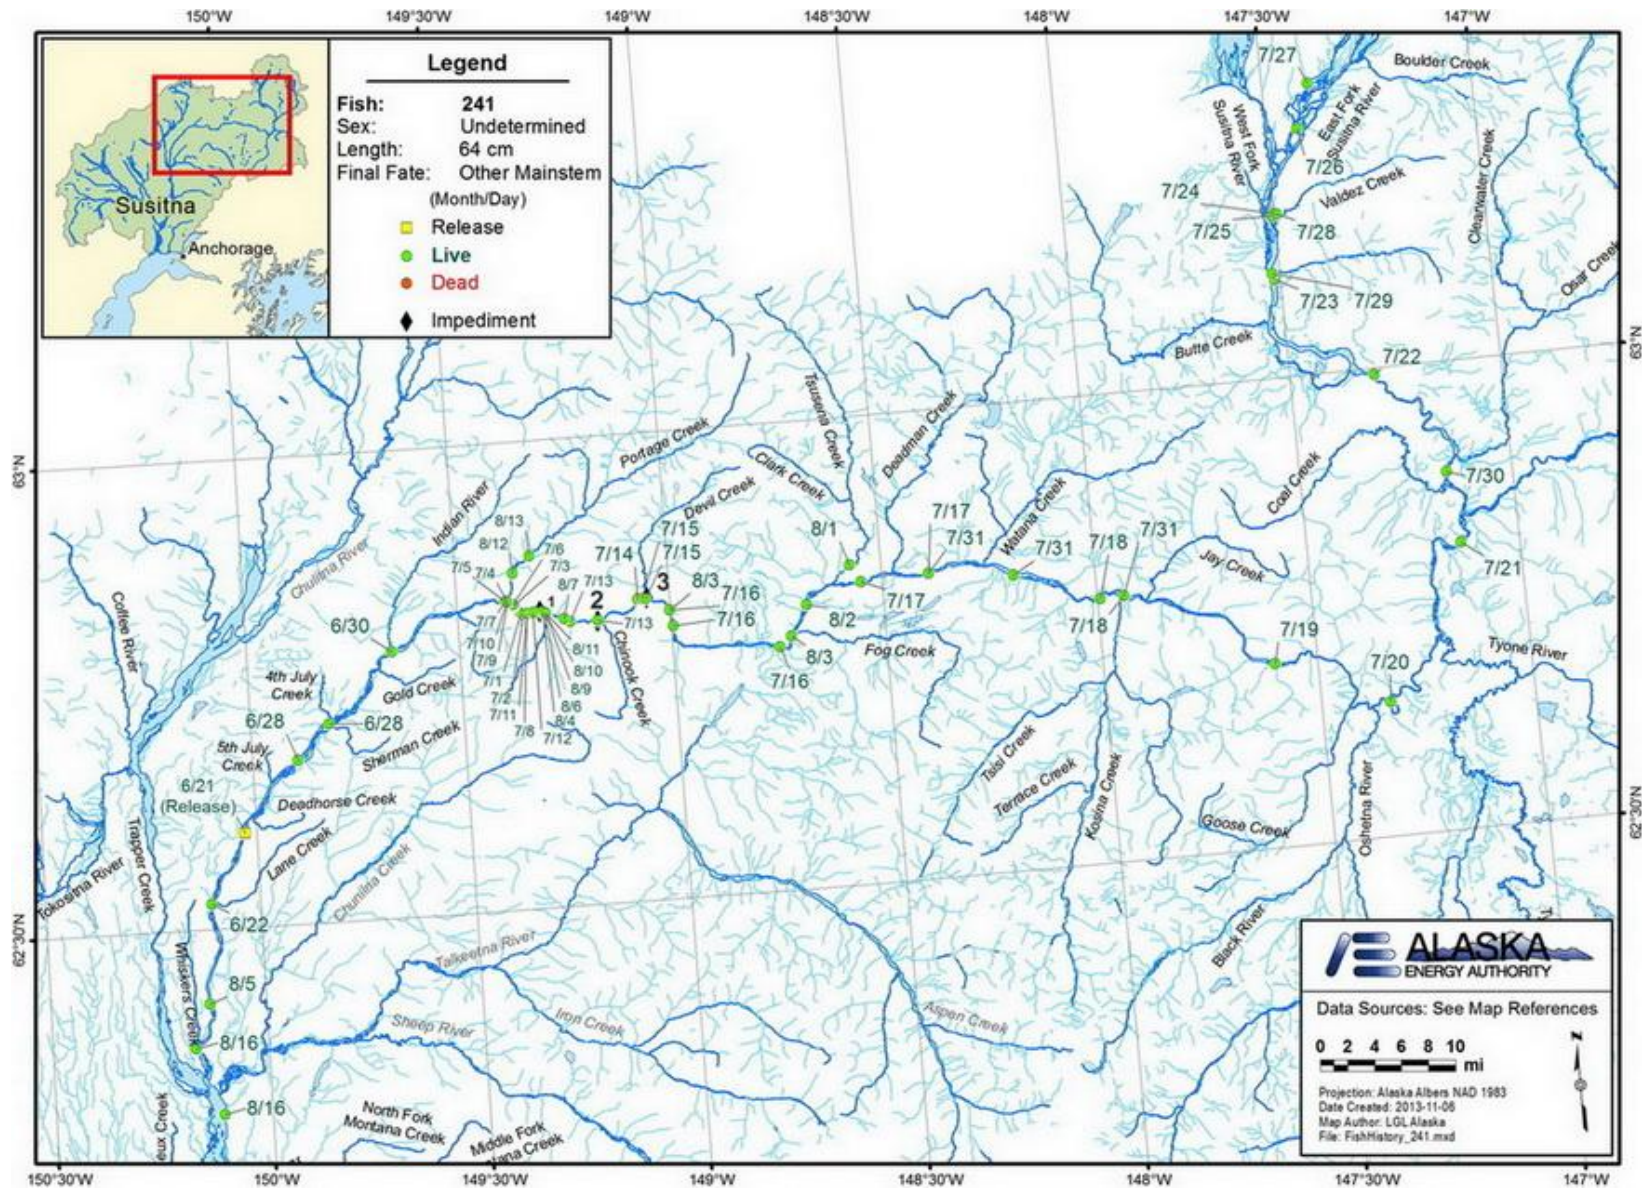 150°W
149°30'W
149°W
148°30'W
148°W
147°30'W
147°W
Legend
Fish: 241
Sex: Undetermined
Length: 64 cm
Final Fate: Other Mainstem
(Month/Day)
Release
Live
Dead
Impediment
Susitna
Anchorage
7/27
Boulder Creek
West Fork
Susitna River
East Fork
Susitna River
7/26
Valdez Creek
Clearwater Creek
7/24
7/25
7/28
7/23
7/29
Osar Creek
Butte Creek
7/22
63°N
63°N
Portage Creek
Tsusena Creek
Deadman Creek
Clark Creek
Devil Creek
Indian River
Chulitna River
Coffee River
Watana Creek
Coal Creek
Jay Creek
7/30
7/21
8/13
8/12
7/6
7/3
7/5
7/4
8/7
7/13
7/14
7/15
7/15
3
8/3
7/16
7/16
8/1
7/17
7/31
7/31
7/18
7/31
1
2
7/13
7/7
7/10
7/9
7/1
7/2
7/11
7/8
7/12
8/4
8/6
8/9
8/10
8/11
Chinook Creek
7/17
8/2
8/3
7/16
Fog Creek
7/18
7/19
7/20
Tyone River
6/30
4th July
Creek
Gold Creek
6/28
6/28
Sherman Creek
5th July
Creek
6/21
(Release)
Deadhorse Creek
Lane Creek
Trapper Creek
Tokositna River
Chunilna Creek
Tsisi Creek
Terrace Creek
Kosina Creek
Goose Creek
Oshetna River
Black River
6/22
62°30'N
62°30'N
Whiskers Creek
Talkeetna River
8/5
Sheep River
Iron Creek
Aspen Creek
8/16
8/16
eux Creek
North Fork
Montana Creek
Middle Fork
tana Creek
ALASKA
ENERGY AUTHORITY
Data Sources: See Map References
0 2 4 6 8 10
mi
N
Projection: Alaska Albers NAD 1983
Date Created: 2013-11-06
Map Author: LGL Alaska
File: FishHistory_241.mxd
150°30'W
150°W
149°30'W
149°W
148°30'W
148°W
147°30'W
147°W